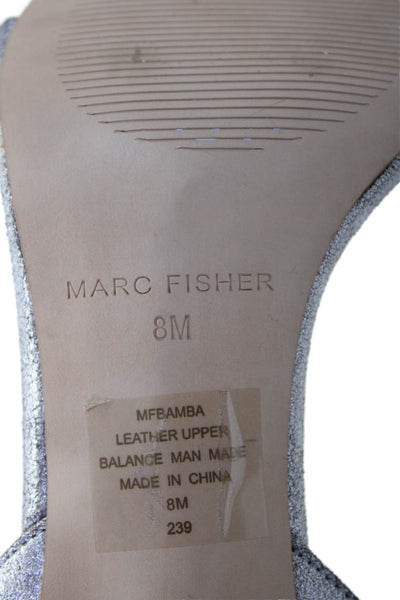 MARC FISHER
8M
MFBAMBA
LEATHER UPPER
BALANCE MAN MADE
MADE IN CHINA
8M
239